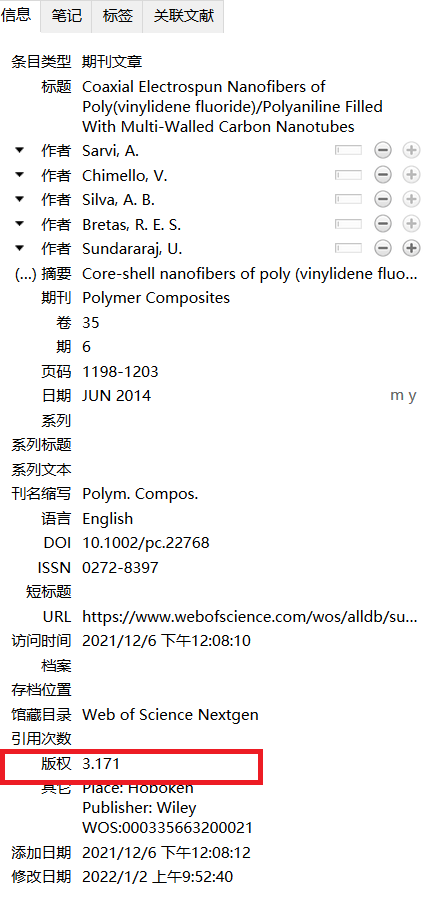 信息 笔记 标签 关联文献
条目类型 期刊文章
标题 Coaxial Electrospun Nanofibers of
Poly(vinylidene fluoride)/Polyaniline Filled
With Multi-Walled Carbon Nanotubes
作者 Sarvi, A.
作者 Chimello, V.
作者 Silva, A. B.
作者 Bretas, R. E. S.
作者 Sundararaj, U.
(...) 摘要 Core-shell nanofibers of poly (vinylidene fluo...
期刊 Polymer Composites
卷 35
期 6
页码 1198-1203
日期 JUN 2014 m y
系列
系列标题
系列文本
刊名缩写 Polym. Compos.
语言 English
DOI 10.1002/pc.22768
ISSN 0272-8397
短标题
URL https://www.webofscience.com/wos/alldb/su...
访问时间 2021/12/6 下午12:08:10
档案
存档位置
馆藏目录 Web of Science Nextgen
引用次数
版权 3.171
其它 Place: Hoboken
Publisher: Wiley
WOS:000335663200021
添加日期 2021/12/6 下午12:08:12
修改日期 2022/1/2 上午9:52:40